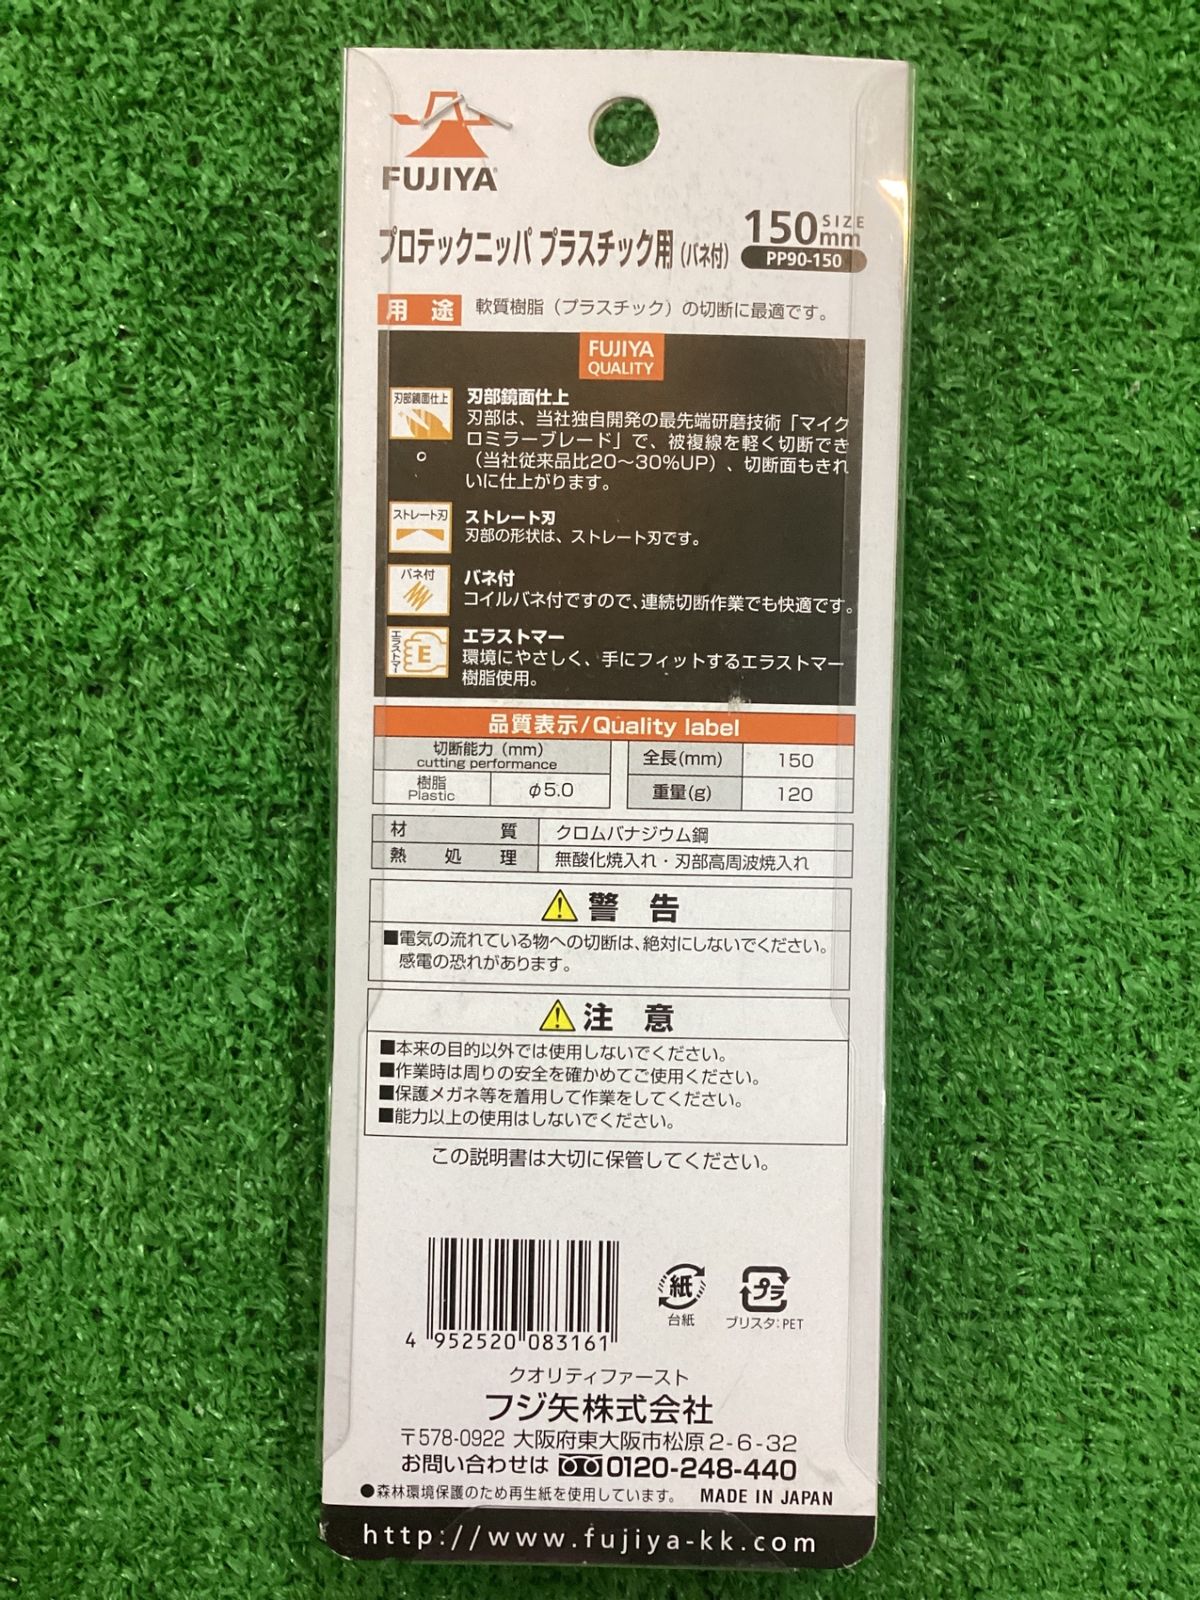 FUJIYA
プロテックニッパ プラスチック用(バネ付) 150mm SIZE
PP90-150
用途 軟質樹脂(プラスチック)の切断に最適です。
FUJIYA
QUALITY
刃部鏡面仕上
刃部鏡面仕上
刃部は、当社独自開発の最先端研磨技術「マイク
ロミラーブレード」で、被複線を軽く切断でき
(当社従来品比20〜30%UP)、切断面もきれ
いに仕上がります。
ストレート刃
ストレート刃
刃部の形状は、ストレート刃です。
バネ付
バネ付
コイルバネ付ですので、連続切断作業でも快適です。
エラストマー E
エラストマー
環境にやさしく、手にフィットするエラストマー
樹脂使用。
品質表示/Quality label
切断能力(mm)
cutting performance
樹脂
Plastic
φ5.0
全長(mm) 150
重量(g) 120
材質 クロムバナジウム鋼
熱処理 無酸化焼入れ・刃部高周波焼入れ
警告
■電気の流れている物への切断は、絶対にしないでください。
感電の恐れがあります。
注意
■本来の目的以外では使用しないでください。
■作業時は周りの安全を確かめてご使用ください。
■保護メガネ等を着用して作業をしてください。
■能力以上の使用はしないでください。
この説明書は大切に保管してください。
4 952520 083161
紙
台紙
プラ
ブリスタ:PET
クオリティファースト
フジ矢株式会社
〒578-0922 大阪府東大阪市松原2-6-32
お問い合わせは 0120-248-440
●森林環境保護のため再生紙を使用しています。 MADE IN JAPAN
http://www.fujiya-kk.com